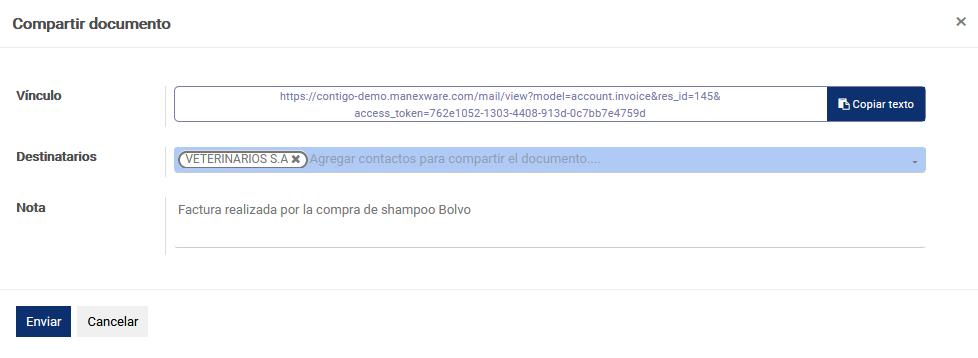 Compartir documento ×
Vínculo
https://contigo-demo.manexware.com/mail/view?model=account.invoice&res_id=145&
access_token=762e1052-1303-4408-913d-0c7bb7e4759d
Copiar texto
Destinatarios
VETERINARIOS S.A ✖ Agregar contactos para compartir el documento....
Nota
Factura realizada por la compra de shampoo Bolvo
Enviar Cancelar